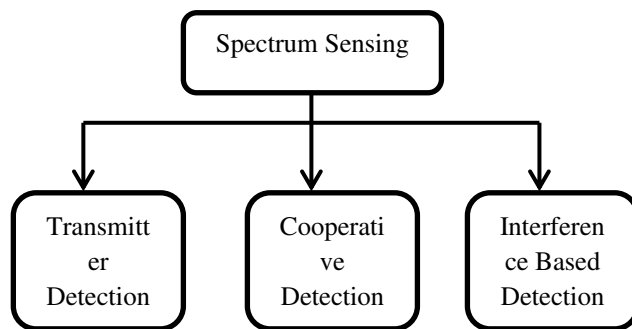 Spectrum Sensing
Transmitt
er
Detection
Cooperati
ve
Detection
Interferen
ce Based
Detection